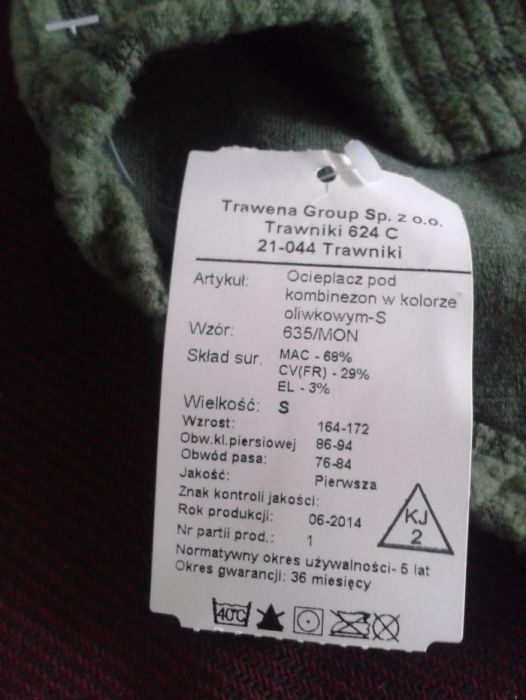 Trawena Group Sp. z o.o.
Trawniki 624 C
21-044 Trawniki
Artykuł: Ocieplacz pod
kombinezon w kolorze
oliwkowym-S
Wzór: 635/MON
Skład sur. MAC - 68%
CV(FR) - 29%
EL - 3%
Wielkość: S
Wzrost: 164-172
Obw.kl.piersiowej 86-94
Obwód pasa: 76-84
Jakość: Pierwsza
Znak kontroli jakości:
Rok produkcji: 06-2014
Nr partii prod.: 1
KJ
2
Normatywny okres używalności- 5 lat
Okres gwarancji: 36 miesięcy
40°C